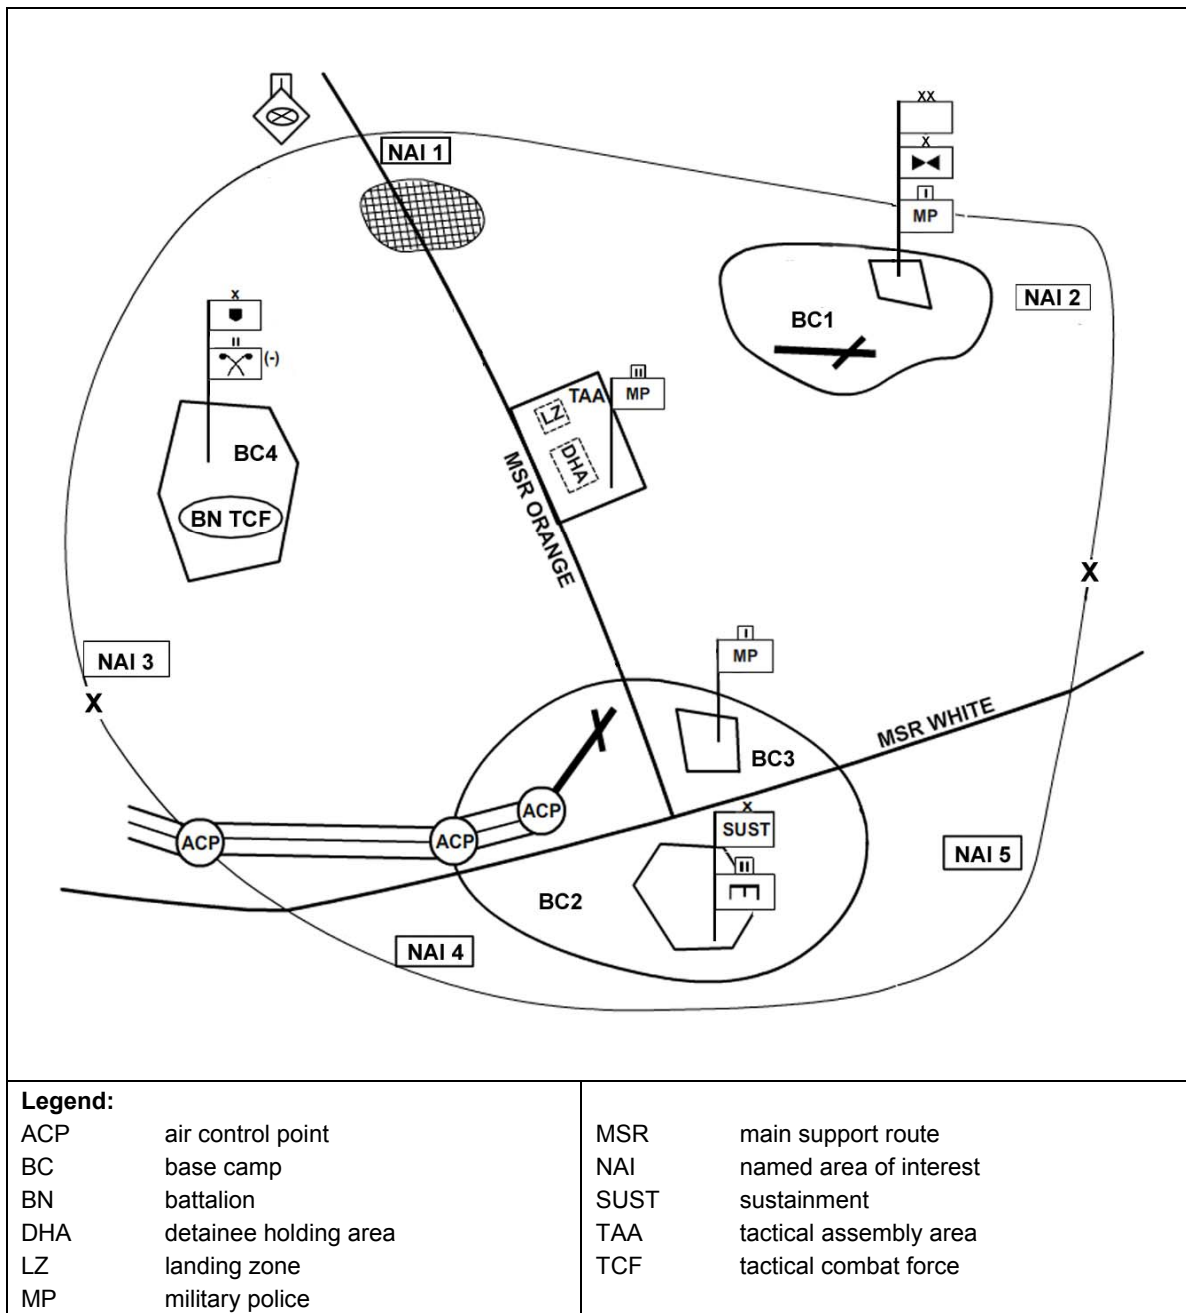 NAI 1
XX
X
I
MP
NAI 2
BC1
X
II
(-)
BC4
BN TCF
II
TAA
MP
LZ
DHA
MSR ORANGE
X
NAI 3
X
I
MP
BC3
MSR WHITE
ACP
ACP
ACP
X
SUST
II
BC2
NAI 5
NAI 4
Legend:
ACP air control point
BC base camp
BN battalion
DHA detainee holding area
LZ landing zone
MP military police
MSR main support route
NAI named area of interest
SUST sustainment
TAA tactical assembly area
TCF tactical combat force